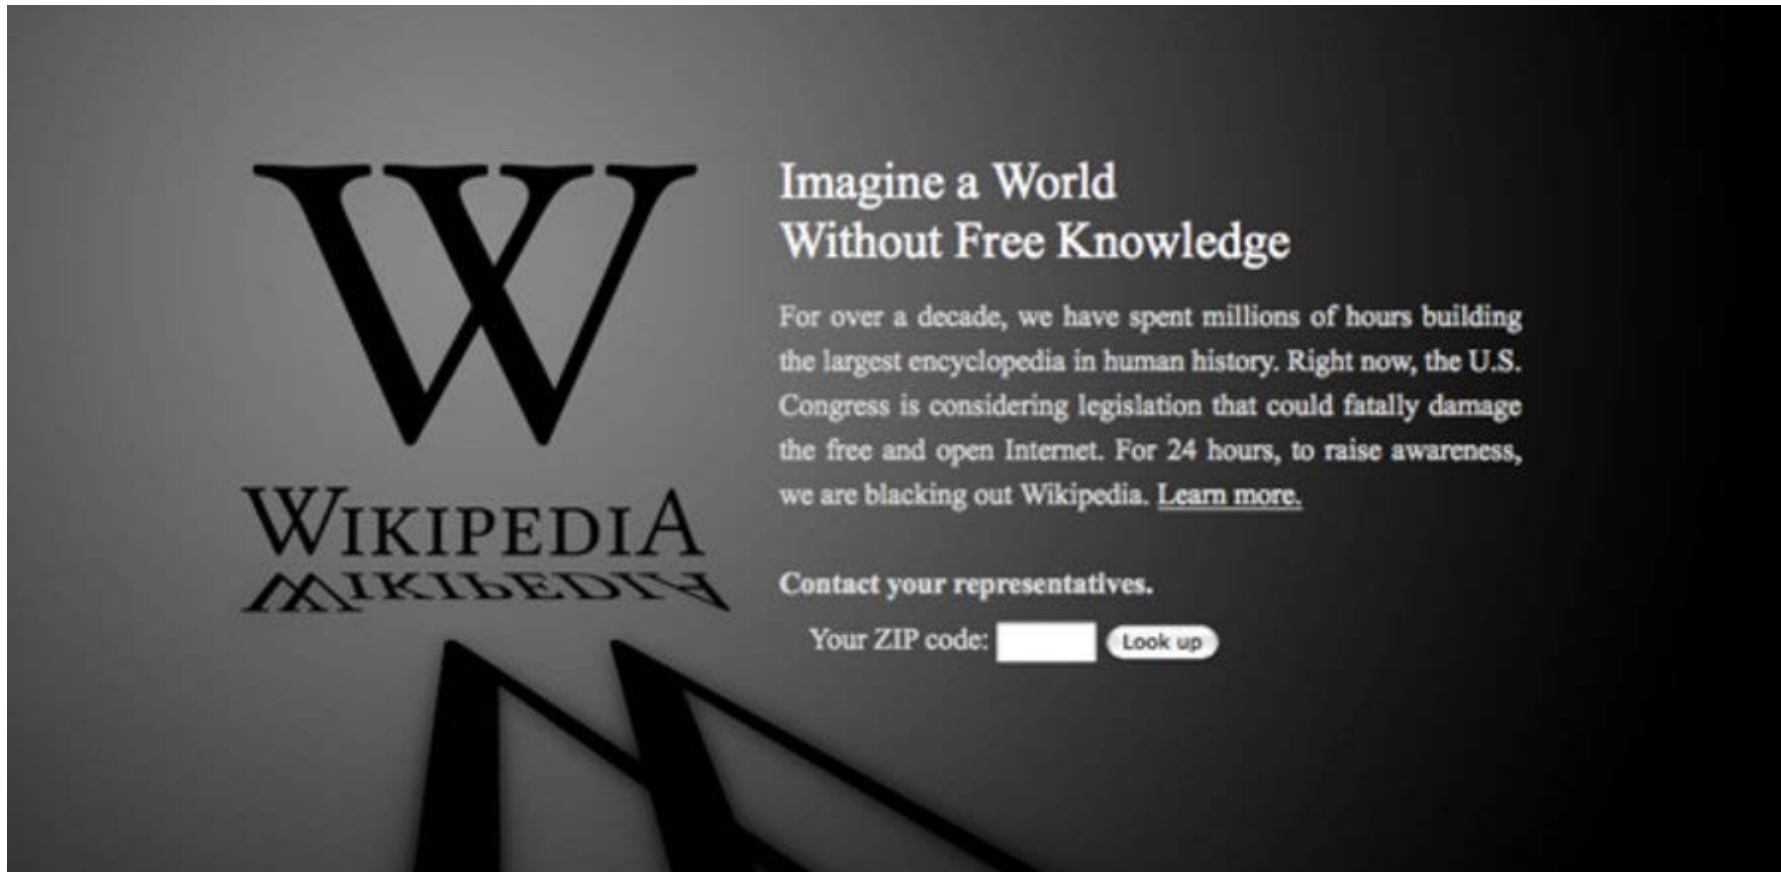 W
WIKIPEDIA
WIKIPEDIA
Imagine a World
Without Free Knowledge
For over a decade, we have spent millions of hours building
the largest encyclopedia in human history. Right now, the U.S.
Congress is considering legislation that could fatally damage
the free and open Internet. For 24 hours, to raise awareness,
we are blacking out Wikipedia. Learn more.
Contact your representatives.
Your ZIP code: Look up